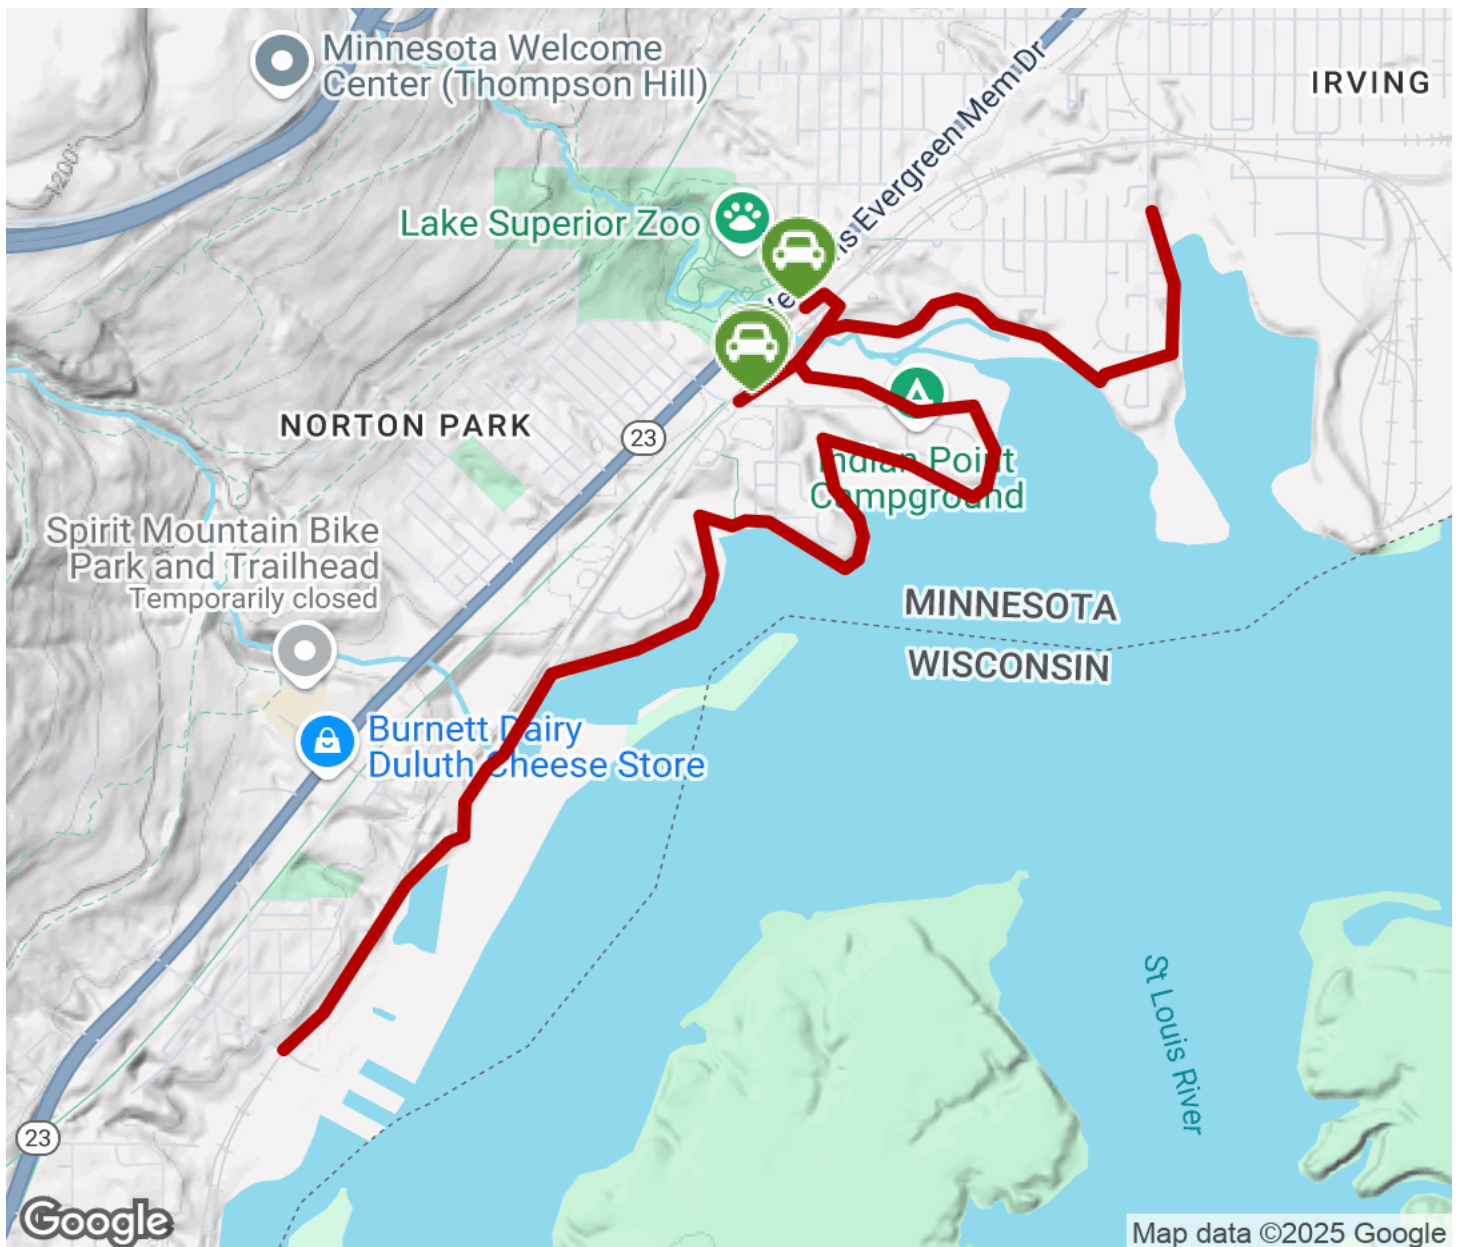 Minnesota Welcome
Center (Thompson Hill)
IRVING
1200'
Evergreen Mem Dr
Lake Superior Zoo
NORTON PARK
23
Indian Point
Campground
Spirit Mountain Bike
Park and Trailhead
Temporarily closed
MINNESOTA
WISCONSIN
Burnett Dairy
Duluth Cheese Store
St Louis River
23
Google
Map data ©2025 Google